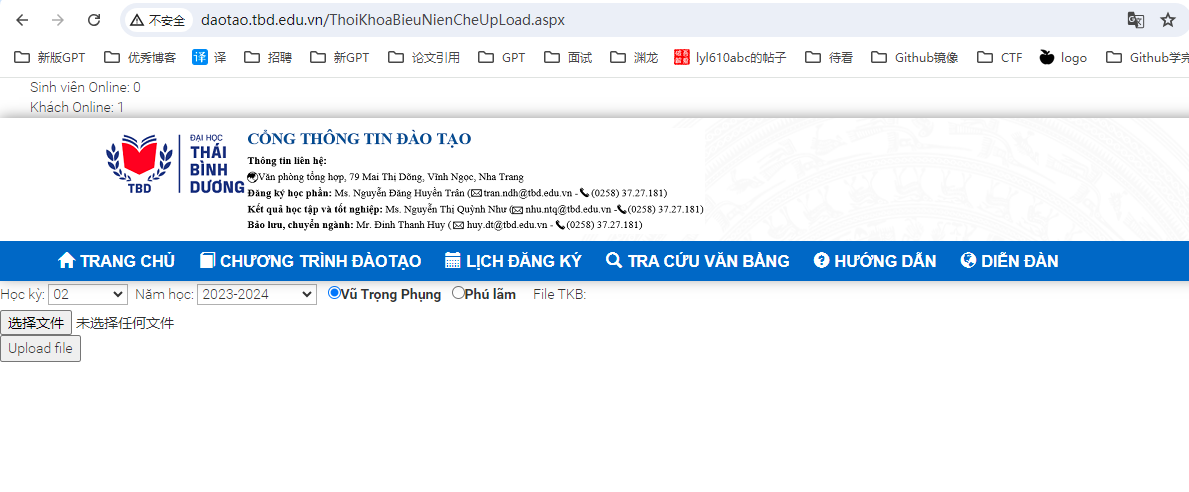 不安全 daotao.tbd.edu.vn/ThoiKhoaBieuNienCheUpLoad.aspx
新版GPT 优秀博客 译 译 招聘 新GPT 论文引用 GPT 面试 渊龙 lyl610abc的帖子 待看 Github镜像 CTF logo Github学完
Sinh viên Online: 0
Khách Online: 1
ĐẠI HỌC
THÁI
BÌNH
DƯƠNG
TBD
CỔNG THÔNG TIN ĐÀO TẠO
Thông tin liên hệ:
Văn phòng tổng hợp, 79 Mai Thị Dõng, Vĩnh Ngọc, Nha Trang
Đăng ký học phần: Ms. Nguyễn Đăng Huyền Trân (tran.ndh@tbd.edu.vn - (0258) 37.27.181)
Kết quả học tập và tốt nghiệp: Ms. Nguyễn Thị Quỳnh Như (nhu.ntq@tbd.edu.vn - (0258) 37.27.181)
Bảo lưu, chuyển ngành: Mr. Đinh Thanh Huy ( huy.dt@tbd.edu.vn - (0258) 37.27.181)
TRANG CHỦ CHƯƠNG TRÌNH ĐÀOTẠO LỊCH ĐĂNG KÝ TRA CỨU VĂN BẰNG HƯỚNG DẪN DIỄN ĐÀN
Học kỳ: 02 Năm học: 2023-2024 Vũ Trọng Phụng Phú lãm File TKB:
选择文件 未选择任何文件
Upload file